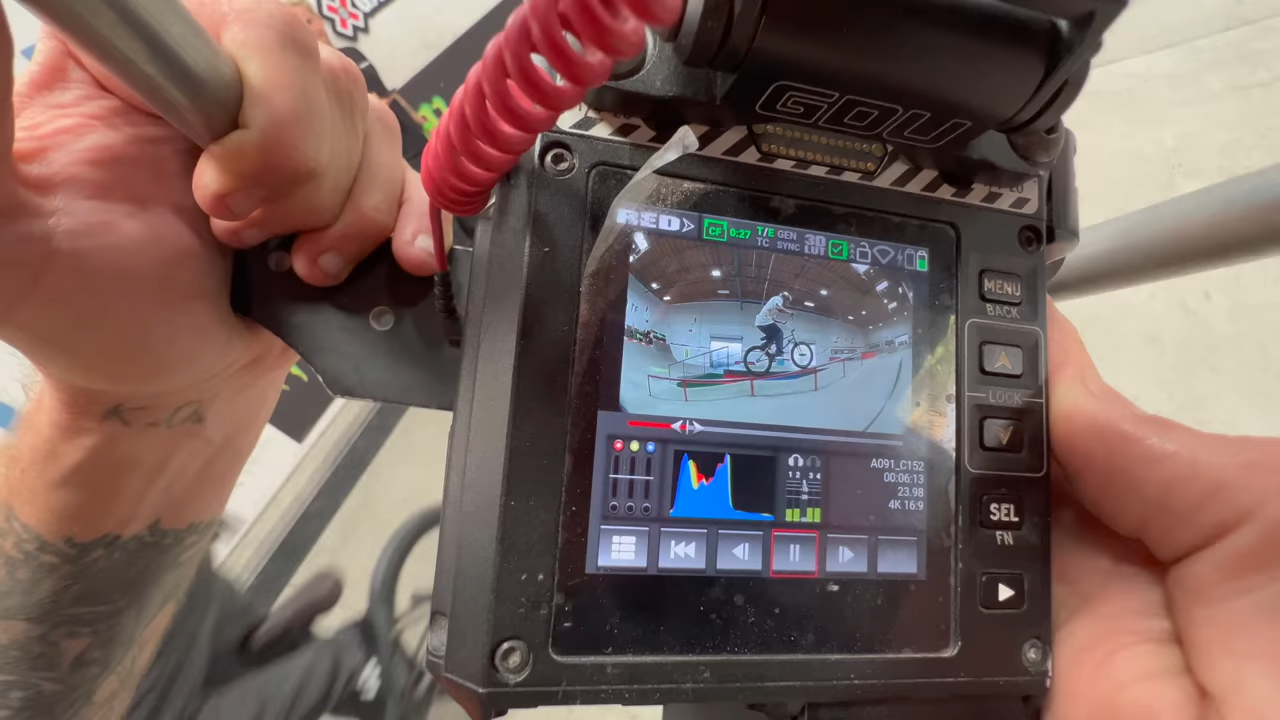 GDU
RED
CF 0:27 T/E TC GEN SYNC 3D LUT
MENU
BACK
LOCK
1 2 3 4
A091_C152
00:06:13
23.98
4K 16:9
SEL
FN
K.A